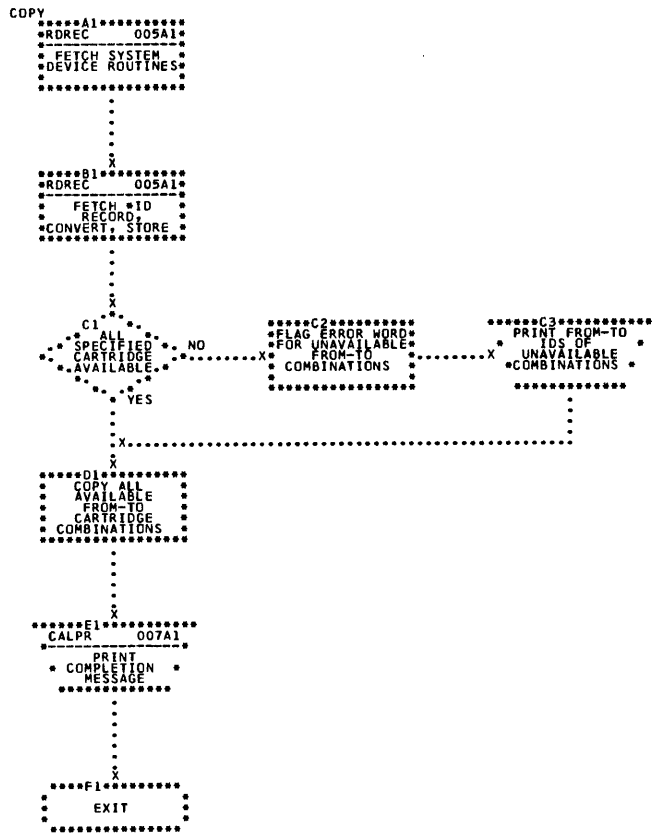 COPY
A1
RDREC 005A1
FETCH SYSTEM
DEVICE ROUTINES
X
B1
RDREC 005A1
FETCH *ID
RECORD,
CONVERT, STORE
X
C1
ALL
SPECIFIED
CARTRIDGE
AVAILABLE
NO
X
C2
FLAG ERROR WORD
FOR UNAVAILABLE
FROM-TO
COMBINATIONS
X
C3
PRINT FROM-TO
IDS OF
UNAVAILABLE
COMBINATIONS
YES
X
X
D1
COPY ALL
AVAILABLE
FROM-TO
CARTRIDGE
COMBINATIONS
X
E1
CALPR 007A1
PRINT
COMPLETION
MESSAGE
X
F1
EXIT